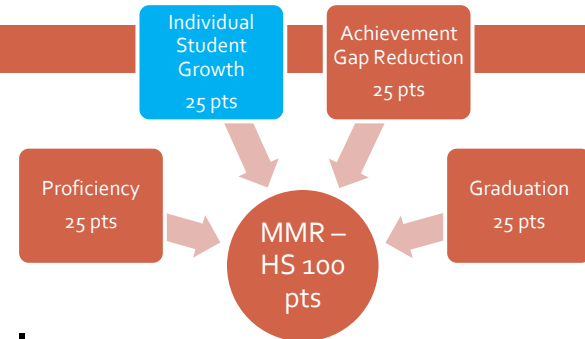 Individual
Student
Growth
25 pts
Achievement
Gap Reduction
25 pts
Proficiency
25 pts
Graduation
25 pts
MMR –
HS 100
pts